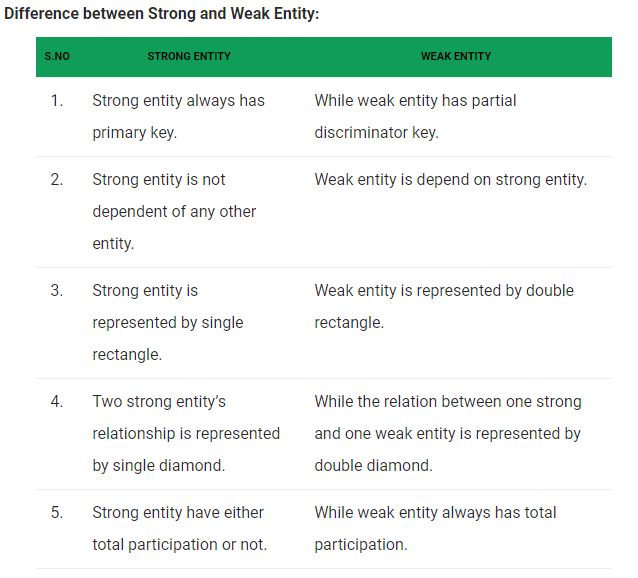 Difference between Strong and Weak Entity:
S.NO STRONG ENTITY WEAK ENTITY
1. Strong entity always has While weak entity has partial
primary key. discriminator key.
2. Strong entity is not Weak entity is depend on strong entity.
dependent of any other
entity.
3. Strong entity is Weak entity is represented by double
represented by single rectangle.
rectangle.
4. Two strong entity’s While the relation between one strong
relationship is represented and one weak entity is represented by
by single diamond. double diamond.
5. Strong entity have either While weak entity always has total
total participation or not. participation.